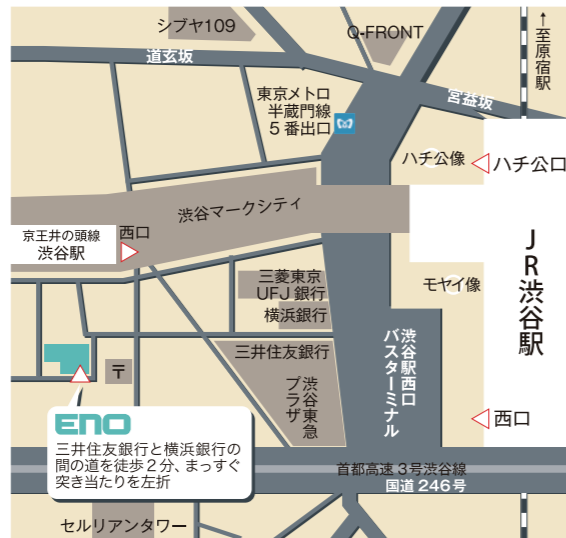 シブヤ109
Q-FRONT
↑至原宿駅
道玄坂
宮益坂
東京メトロ
半蔵門線
5番出口
ハチ公像
ハチ公口
渋谷マークシティ
京王井の頭線
渋谷駅
西口
JR渋谷駅
三菱東京
UFJ銀行
横浜銀行
モヤイ像
三井住友銀行
渋谷東急
プラザ
渋谷駅西口
バスターミナル
〒
西口
ENO
三井住友銀行と横浜銀行の
間の道を徒歩2分、まっすぐ
突き当たりを左折
首都高速3号渋谷線
国道246号
セルリアンタワー